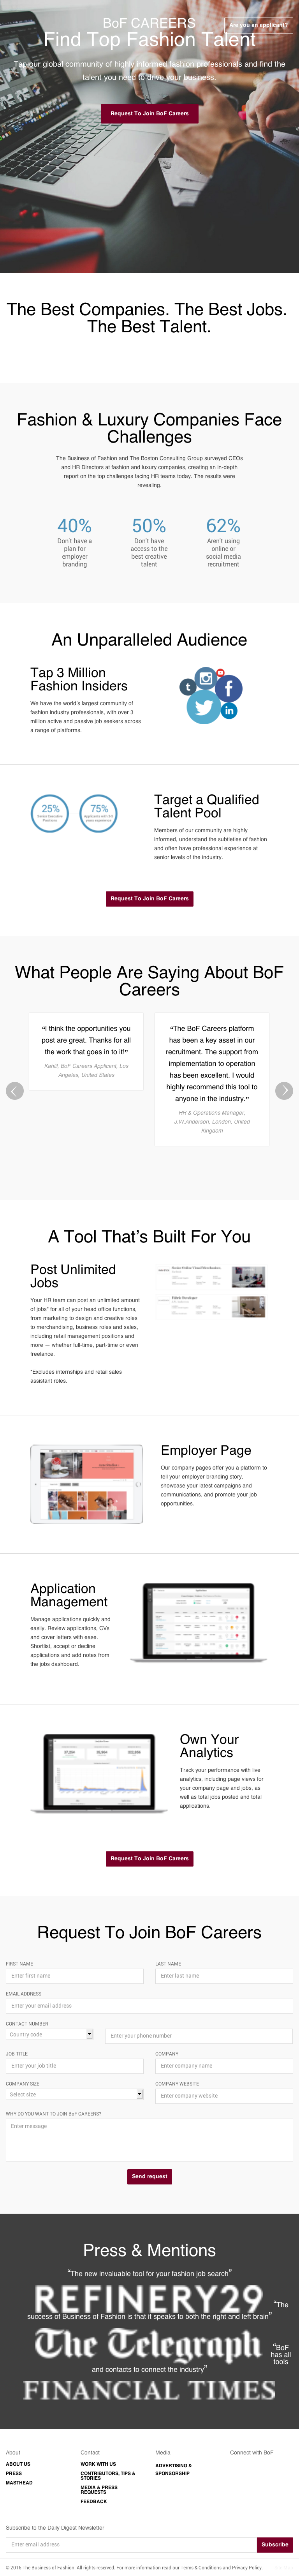 BoF CAREERS
Are you an applicant?
Find Top Fashion Talent
Tap our global community of highly informed fashion professionals and find the
talent you need to drive your business.
Request To Join BoF Careers
The Best Companies. The Best Jobs.
The Best Talent.
Fashion & Luxury Companies Face
Challenges
The Business of Fashion and The Boston Consulting Group surveyed CEOs
and HR Directors at fashion and luxury companies, creating an in-depth
report on the top challenges facing HR teams today. The results were
revealing.
40%
Don't have a
plan for
employer
branding
50%
Don't have
access to the
best creative
talent
62%
Aren't using
online or
social media
recruitment
An Unparalleled Audience
Tap 3 Million
Fashion Insiders
We have the world's largest community of
fashion industry professionals, with over 3
million active and passive job seekers across
a range of platforms.
25%
Senior Executive
Positions
75%
Applicants with 3-5
years experience
Target a Qualified
Talent Pool
Members of our community are highly
informed, understand the subtleties of fashion
and often have professional experience at
senior levels of the industry.
Request To Join BoF Careers
What People Are Saying About BoF
Careers
“I think the opportunities you
post are great. Thanks for all
the work that goes in to it!”
Kahili, BoF Careers Applicant, Los
Angeles, United States
“The BoF Careers platform
has been a key asset in our
recruitment. The support from
implementation to operation
has been excellent. I would
highly recommend this tool to
anyone in the industry.”
HR & Operations Manager,
J.W.Anderson, London, United
Kingdom
A Tool That's Built For You
Post Unlimited
Jobs
Your HR team can post an unlimited amount
of jobs* for all of your head office functions,
from marketing to design and creative roles
to merchandising, business roles and sales,
including retail management positions and
more — whether full-time, part-time or even
freelance.
*Excludes internships and retail sales
assistant roles.
Employer Page
Our company pages offer you a platform to
tell your employer branding story,
showcase your latest campaigns and
communications, and promote your job
opportunities.
Application
Management
Manage applications quickly and
easily. Review applications, CVs
and cover letters with ease.
Shortlist, accept or decline
applications and add notes from
the jobs dashboard.
Own Your
Analytics
Track your performance with live
analytics, including page views for
your company page and jobs, as
well as total jobs posted and total
applications.
Request To Join BoF Careers
Request To Join BoF Careers
FIRST NAME
LAST NAME
Enter first name
Enter last name
EMAIL ADDRESS
Enter your email address
CONTACT NUMBER
Country code
Enter your phone number
JOB TITLE
COMPANY
Enter your job title
Enter company name
COMPANY SIZE
COMPANY WEBSITE
Select size
Enter company website
WHY DO YOU WANT TO JOIN BoF CAREERS?
Enter message
Send request
Press & Mentions
“The new invaluable tool for your fashion job search”
REFINERY29
“The
success of Business of Fashion is that it speaks to both the right and left brain”
The Telegraph
“BoF
has all
tools
and contacts to connect the industry”
FINANCIAL TIMES
About
Contact
Media
Connect with BoF
ABOUT US
PRESS
MASTHEAD
WORK WITH US
CONTRIBUTORS, TIPS &
STORIES
MEDIA & PRESS
REQUESTS
FEEDBACK
ADVERTISING &
SPONSORSHIP
Subscribe to the Daily Digest Newsletter
Enter email address
Subscribe
© 2016 The Business of Fashion. All rights reserved. For more information read our Terms & Conditions and Privacy Policy.